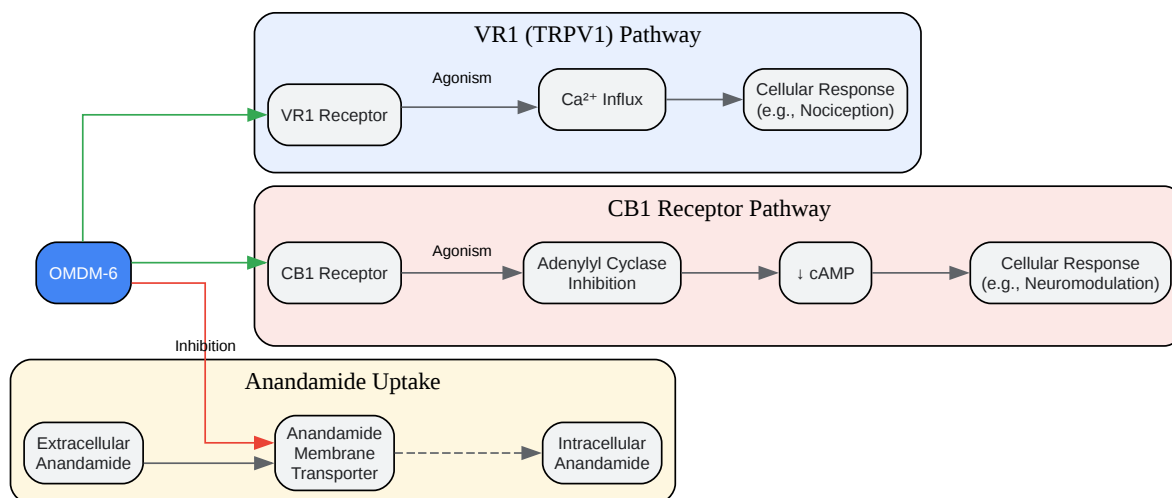 VR1 (TRPV1) Pathway
VR1 Receptor
Agonism
Ca²⁺ Influx
Cellular Response
(e.g., Nociception)
CB1 Receptor Pathway
OMDM-6
CB1 Receptor
Agonism
Adenylyl Cyclase
Inhibition
↓ cAMP
Cellular Response
(e.g., Neuromodulation)
Inhibition
Anandamide Uptake
Extracellular
Anandamide
Anandamide
Membrane
Transporter
Intracellular
Anandamide